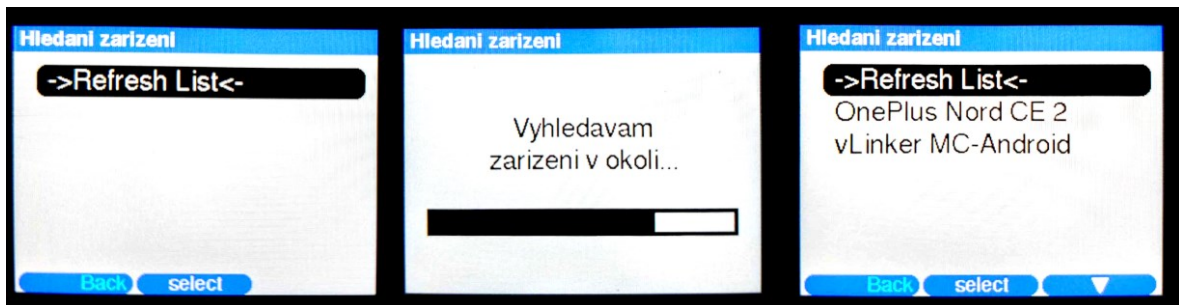 Hledani zarizeni
->Refresh List<-
Back select
Hledani zarizeni
Vyhledavam
zarizeni v okoli...
Hledani zarizeni
->Refresh List<-
OnePlus Nord CE 2
vLinker MC-Android
Back select